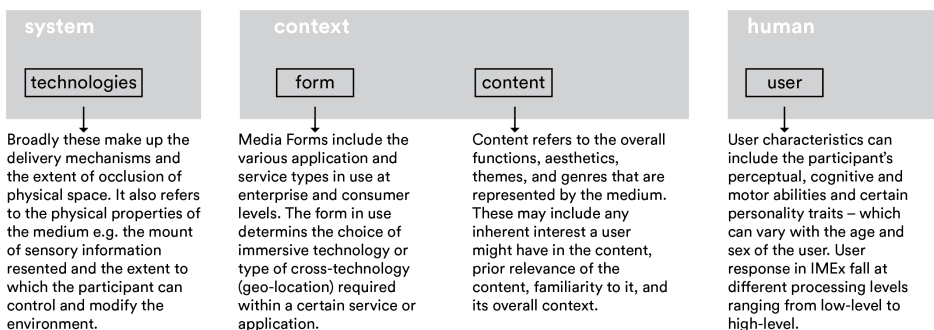 system
technologies
Broadly these make up the
delivery mechanisms and
the extent of occlusion of
physical space. It also refers
to the physical properties of
the medium e.g. the mount
of sensory information
resented and the extent to
which the participant can
control and modify the
environment.
context
form
Media Forms include the
various application and
service types in use at
enterprise and consumer
levels. The form in use
determines the choice of
immersive technology or
type of cross-technology
(geo-location) required
within a certain service or
application.
content
Content refers to the overall
functions, aesthetics,
themes, and genres that are
represented by the medium.
These may include any
inherent interest a user
might have in the content,
prior relevance of the
content, familiarity to it, and
its overall context.
human
user
User characteristics can
include the participant’s
perceptual, cognitive and
motor abilities and certain
personality traits – which
can vary with the age and
sex of the user. User
response in IMEx fall at
different processing levels
ranging from low-level to
high-level.